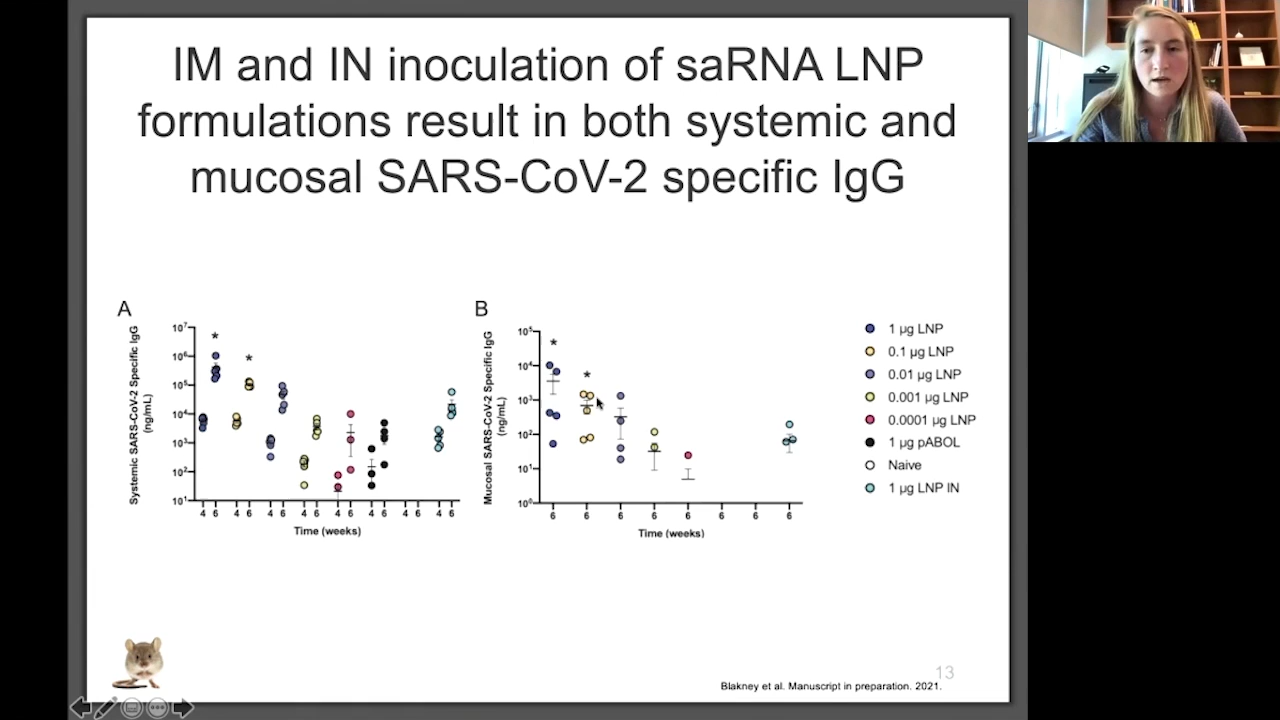 IM and IN inoculation of saRNA LNP
formulations result in both systemic and
mucosal SARS-CoV-2 specific IgG
A
Systemic SARS-CoV-2 Specific IgG
(ng/mL)
10⁷
10⁶
10⁵
10⁴
10³
10²
10¹
* *
4 6 4 6 4 6 4 6 4 6 4 6 4 6 4 6
Time (weeks)
B
Mucosal SARS-CoV-2 Specific IgG
(ng/mL)
10⁵
10⁴
10³
10²
10¹
10⁰
* *
6 6 6 6 6 6 6 6
Time (weeks)
1 µg LNP
0.1 µg LNP
0.01 µg LNP
0.001 µg LNP
0.0001 µg LNP
1 µg pABOL
Naive
1 µg LNP IN
13
Blakney et al. Manuscript in preparation. 2021.